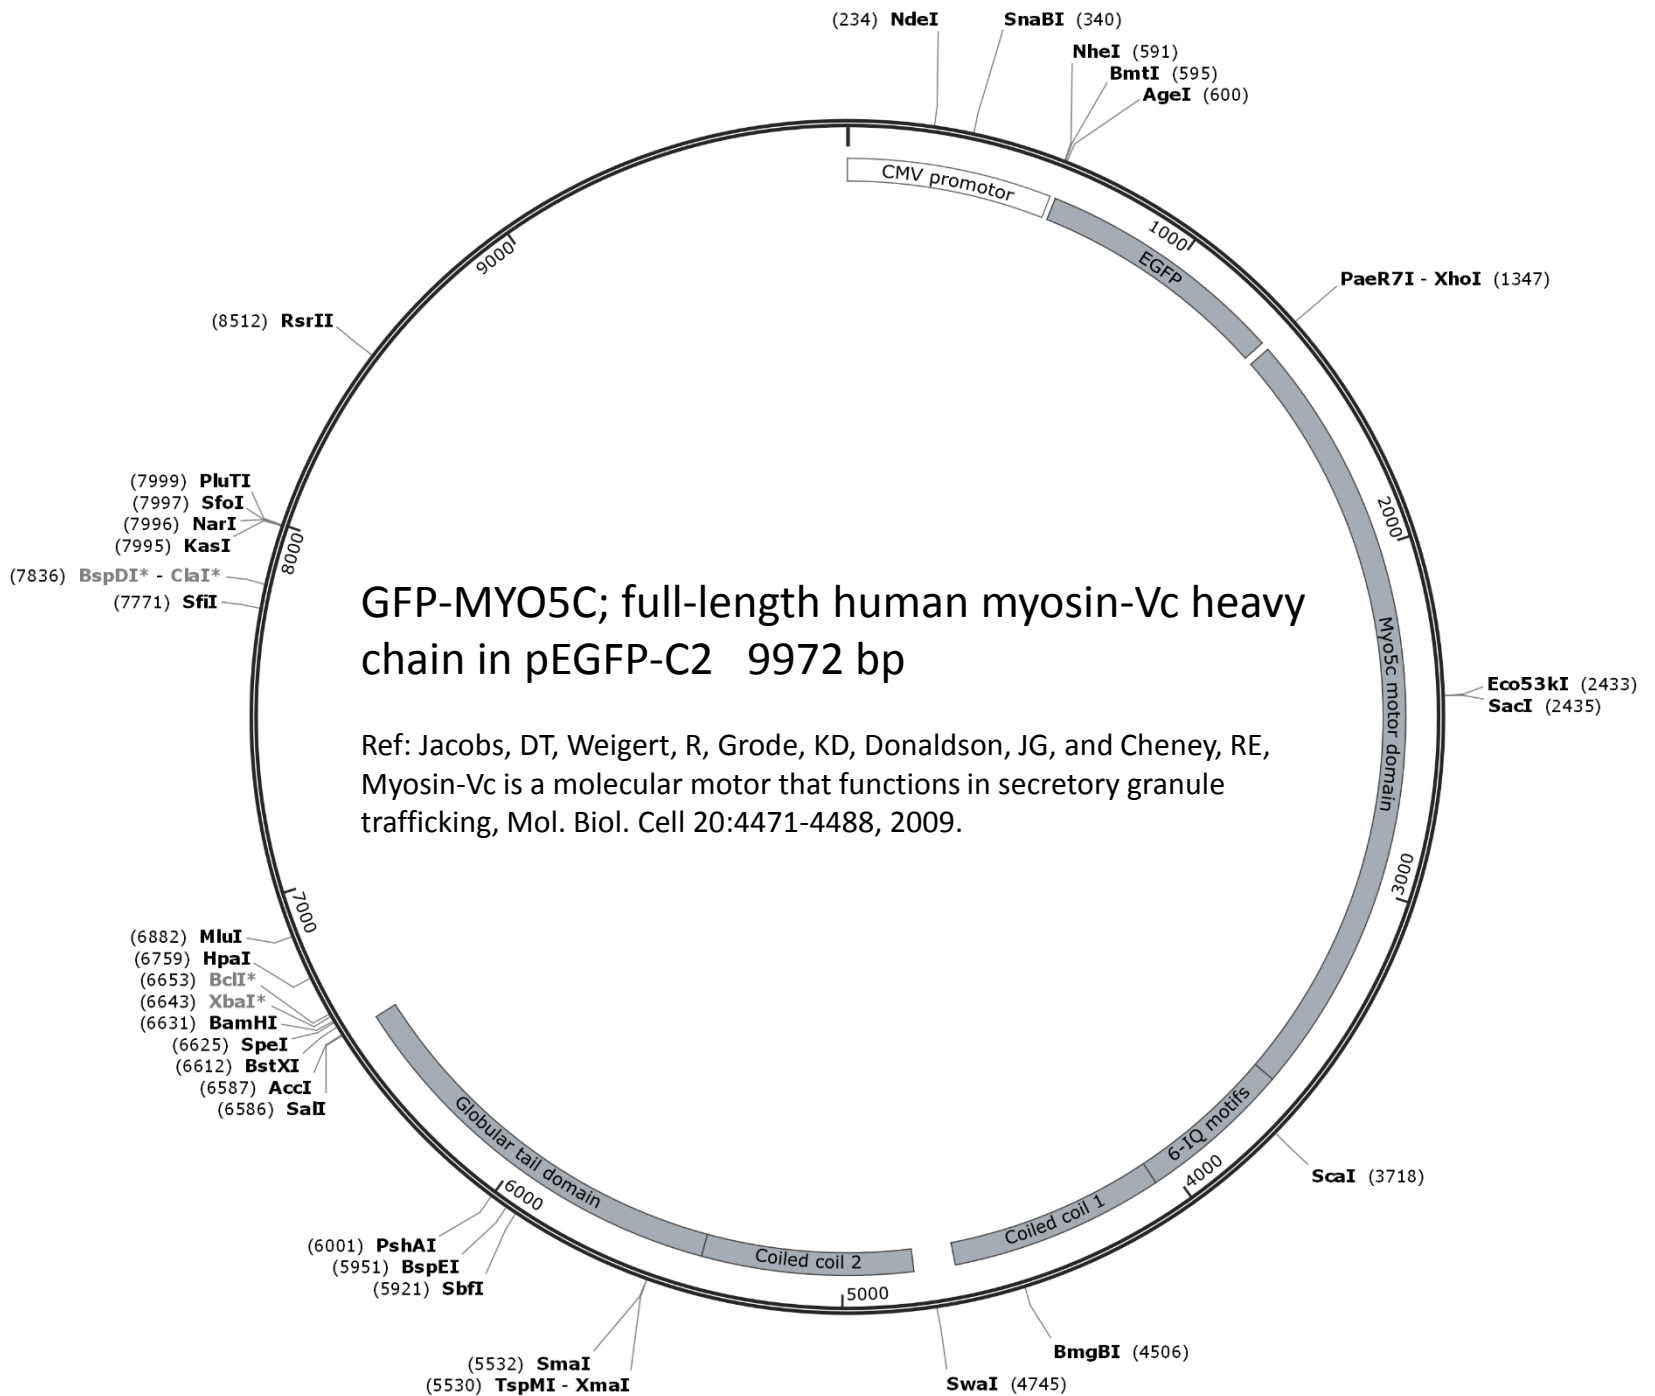 (234) NdeI
SnaBI (340)
NheI (591)
BmtI (595)
AgeI (600)
CMV promotor
EGFP
1000
PaeR7I - XhoI (1347)
2000
Myo5c motor domain
Eco53kI (2433)
SacI (2435)
3000
6-IQ motifs
ScaI (3718)
4000
Coiled coil 1
BmgBI (4506)
SwaI (4745)
5000
Coiled coil 2
(5532) SmaI
(5530) TspMI - XmaI
Globular tail domain
6000
(6001) PshAI
(5951) BspEI
(5921) SbfI
7000
(6882) MluI
(6759) HpaI
(6653) BclI*
(6643) XbaI*
(6631) BamHI
(6625) SpeI
(6612) BstXI
(6587) AccI
(6586) SalI
8000
(7999) PluTI
(7997) SfoI
(7996) NarI
(7995) KasI
(7836) BspDI* - ClaI*
(7771) SfiI
(8512) RsrII
9000
GFP-MYO5C; full-length human myosin-Vc heavy
chain in pEGFP-C2 9972 bp
Ref: Jacobs, DT, Weigert, R, Grode, KD, Donaldson, JG, and Cheney, RE,
Myosin-Vc is a molecular motor that functions in secretory granule
trafficking, Mol. Biol. Cell 20:4471-4488, 2009.